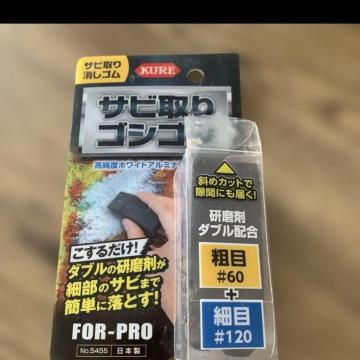 サビ取り
消しゴム
KURE
サビ取り
ゴシゴ
高純度ホワイトアルミナ
こするだけ!
ダブルの研磨剤が
細部のサビまで
簡単に落とす!
FOR-PRO
No.5455 日本製
斜めカットで
隙間にも届く!
研磨剤
ダブル配合
粗目
#60
+
細目
#120